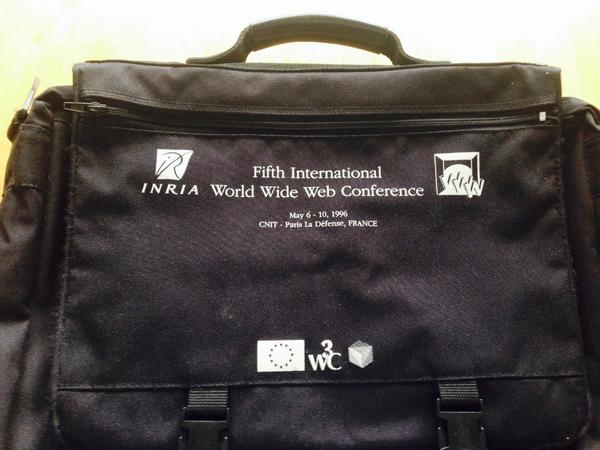 INRIA
Fifth International
World Wide Web Conference
WWW
May 6 - 10, 1996
CNIT - Paris La Défense, FRANCE
W3C